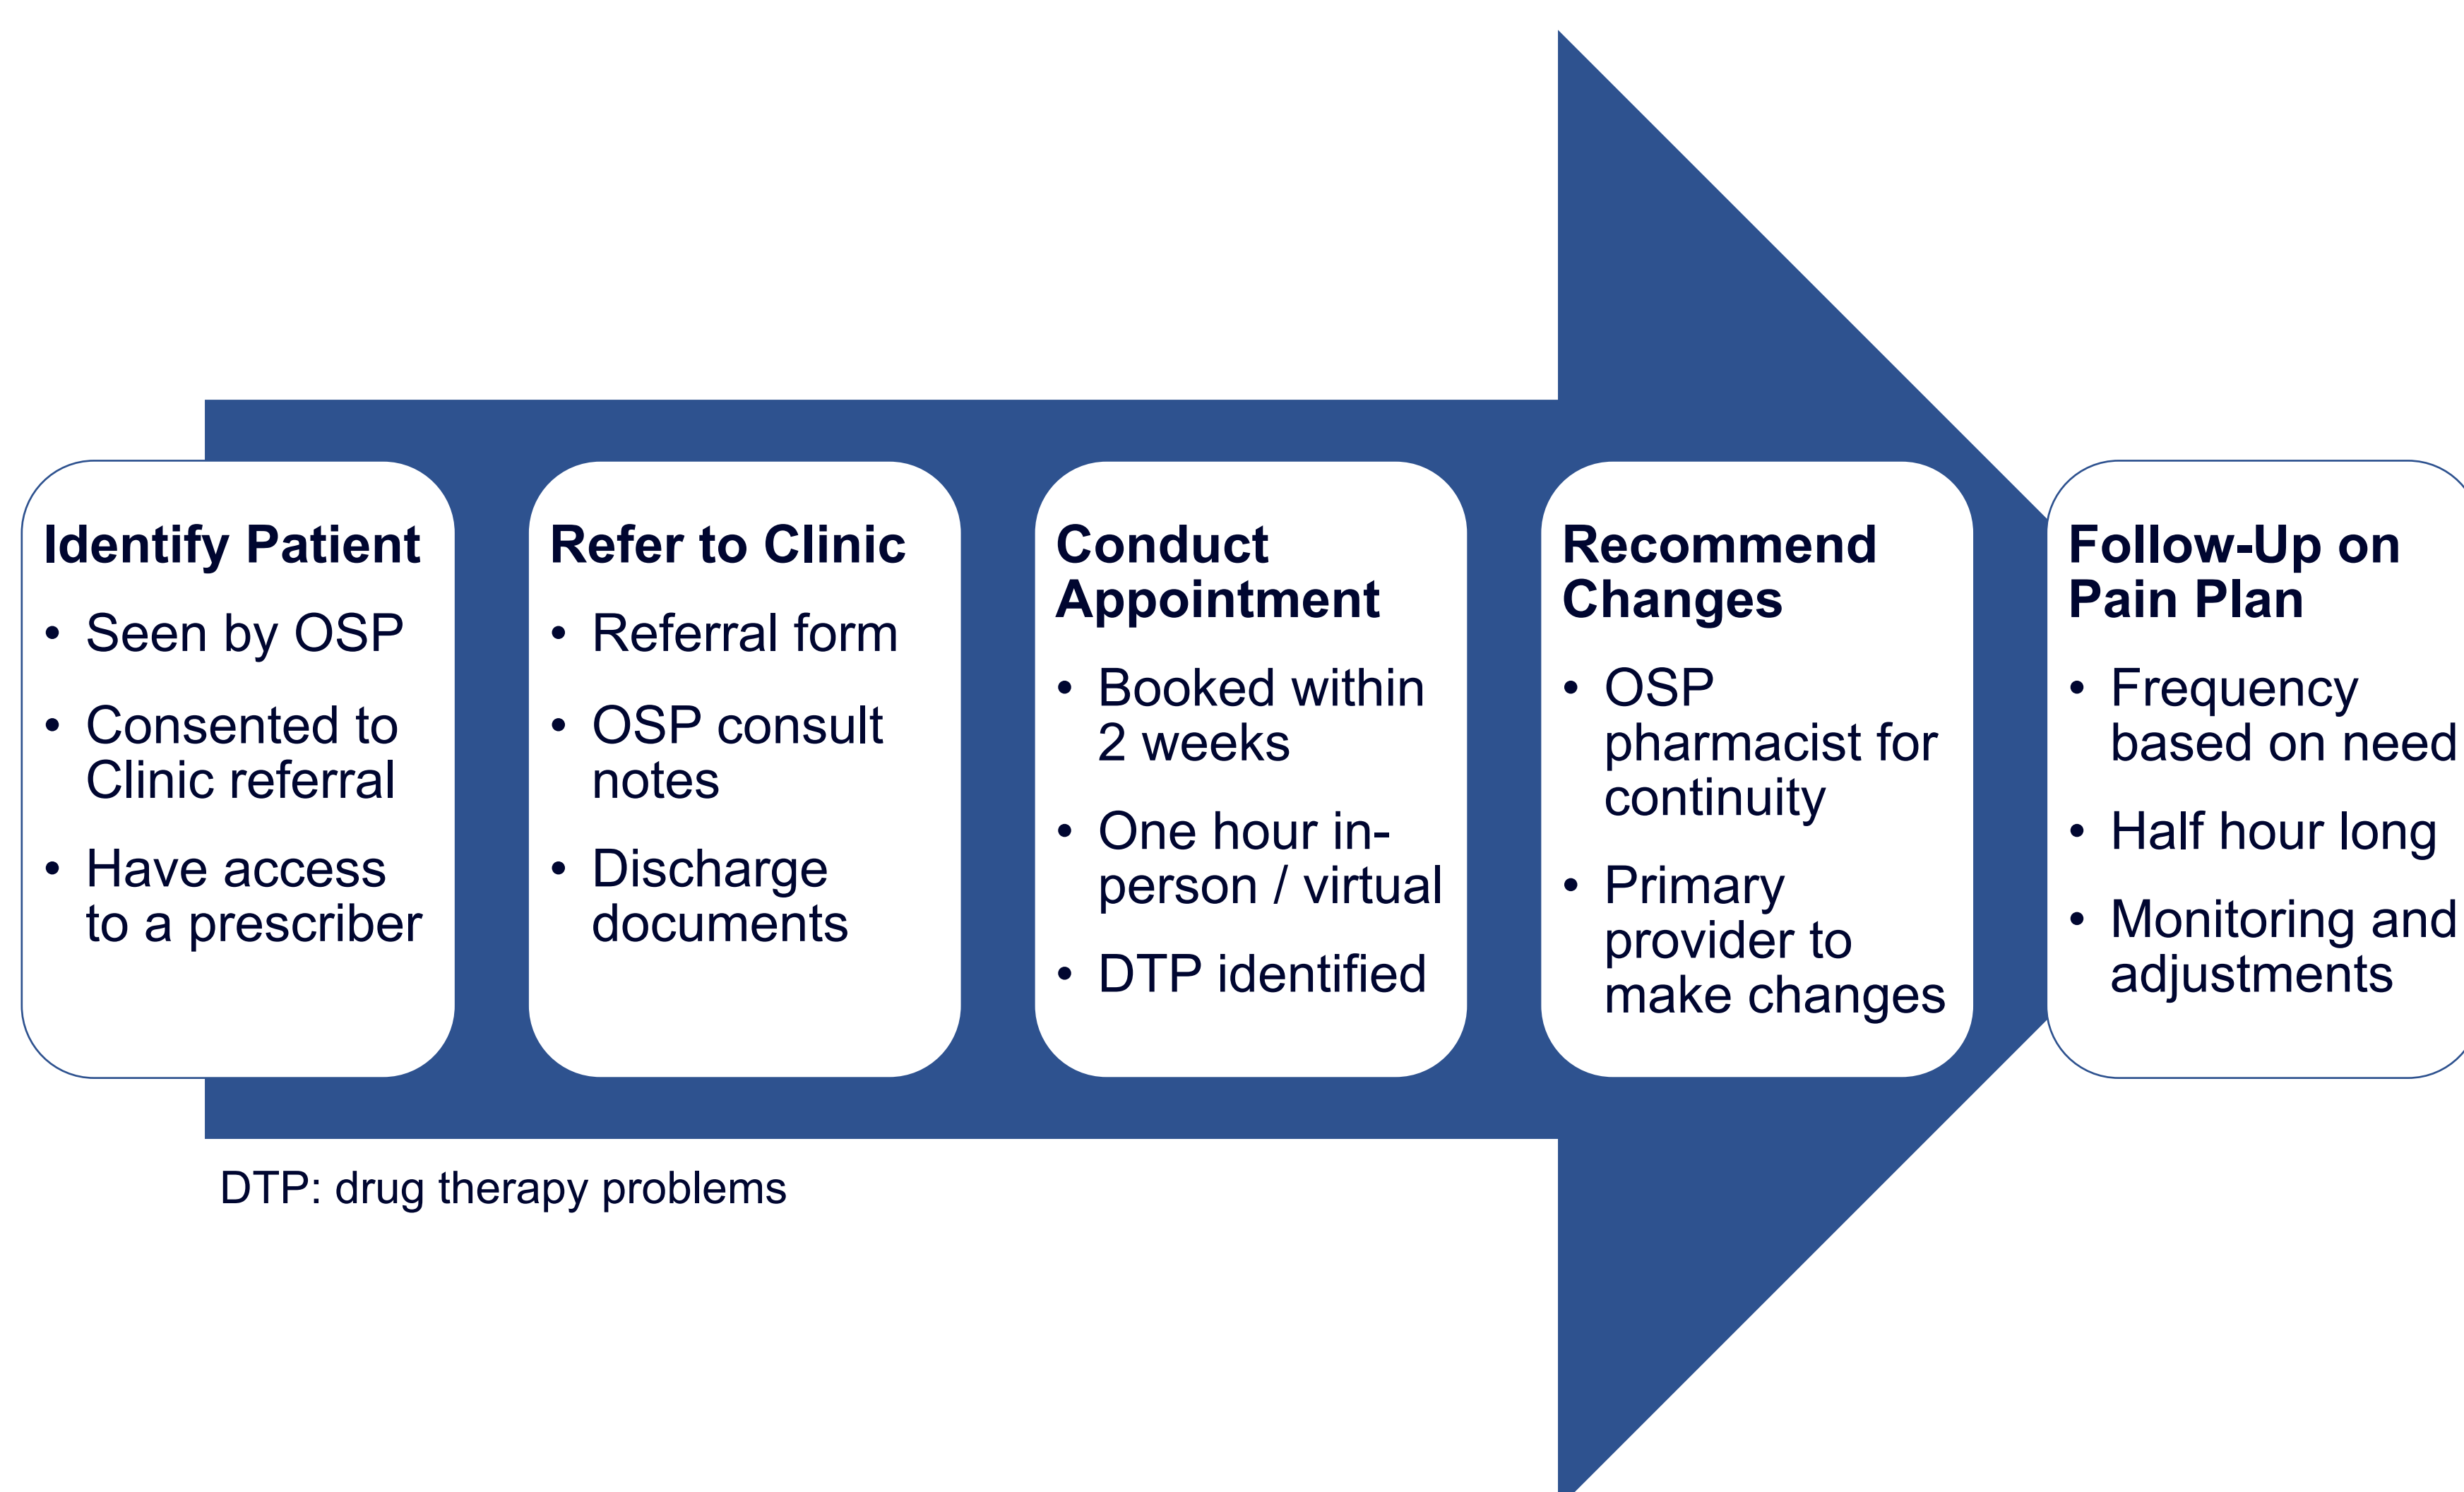 Identify Patient
• Seen by OSP
• Consented to
Clinic referral
• Have access
to a prescriber
Refer to Clinic
• Referral form
• OSP consult
notes
• Discharge
documents
Conduct
Appointment
• Booked within
2 weeks
• One hour in-
person / virtual
• DTP identified
Recommend
Changes
• OSP
pharmacist for
continuity
• Primary
provider to
make changes
Follow-Up on
Pain Plan
• Frequency
based on need
• Half hour long
• Monitoring and
adjustments
DTP: drug therapy problems